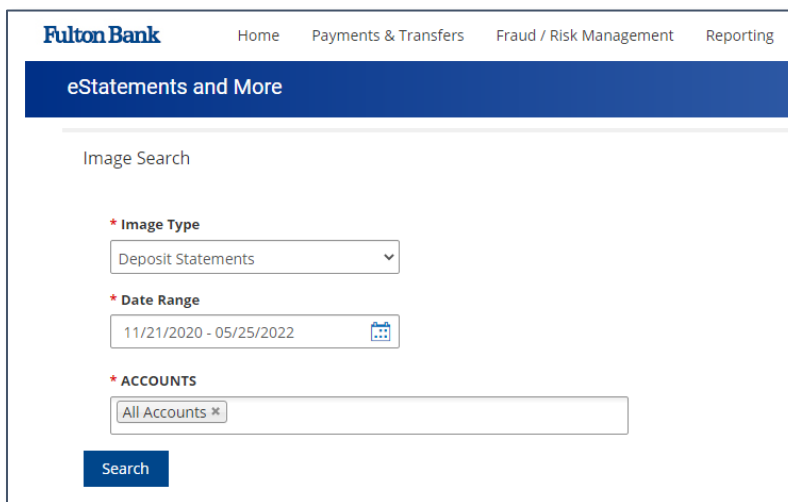 Fulton Bank Home Payments & Transfers Fraud / Risk Management Reporting
eStatements and More
Image Search
* Image Type
Deposit Statements
* Date Range
11/21/2020 - 05/25/2022
* ACCOUNTS
All Accounts ×
Search